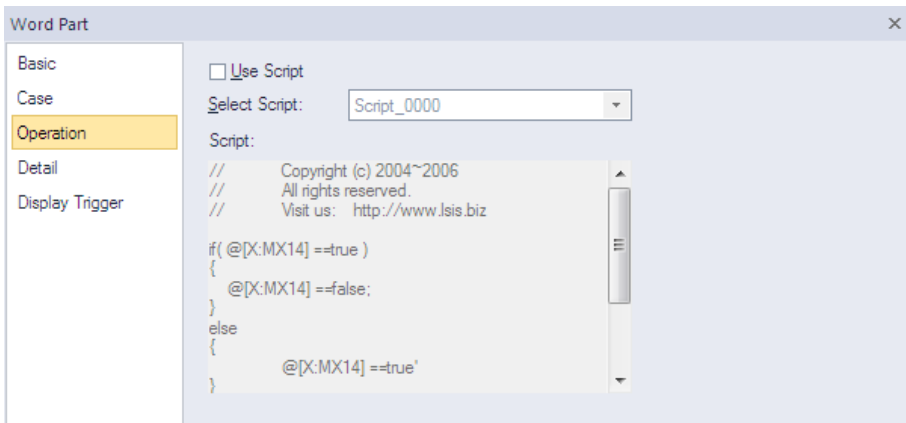 Word Part
Basic
Case
Operation
Detail
Display Trigger
Use Script
Select Script: Script_0000
Script:
// Copyright (c) 2004~2006
// All rights reserved.
// Visit us: http://www.lsis.biz
if( @[X:MX14] ==true )
{
@[X:MX14] ==false;
}
else
{
@[X:MX14] ==true'
}